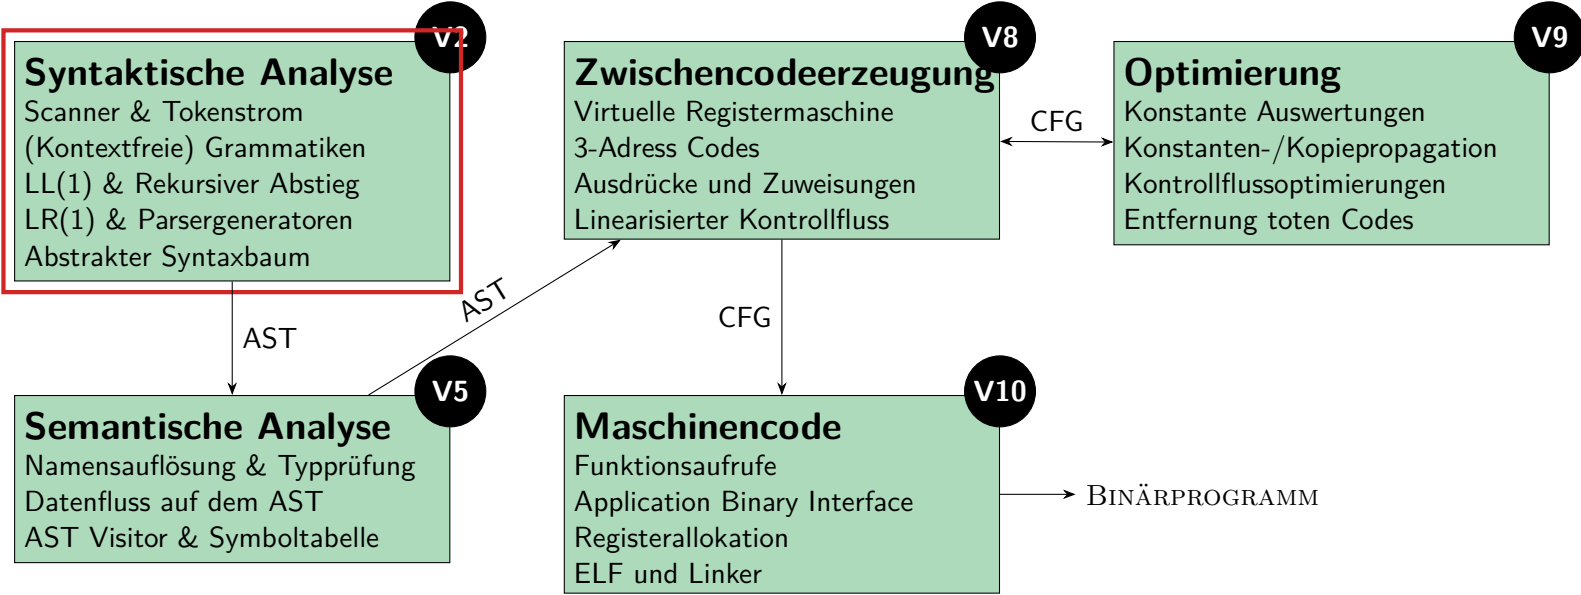 V2
Syntaktische Analyse
Scanner & Tokenstrom
(Kontextfreie) Grammatiken
LL(1) & Rekursiver Abstieg
LR(1) & Parsergeneratoren
Abstrakter Syntaxbaum
AST
V5
Semantische Analyse
Namensauflösung & Typprüfung
Datenfluss auf dem AST
AST Visitor & Symboltabelle
AST
V8
Zwischencodeerzeugung
Virtuelle Registermaschine
3-Adress Codes
Ausdrücke und Zuweisungen
Linearisierter Kontrollfluss
CFG
V9
Optimierung
Konstante Auswertungen
Konstanten-/Kopiepropagation
Kontrollflussoptimierungen
Entfernung toten Codes
CFG
V10
Maschinencode
Funktionsaufrufe
Application Binary Interface
Registerallokation
ELF und Linker
BINÄRPROGRAMM